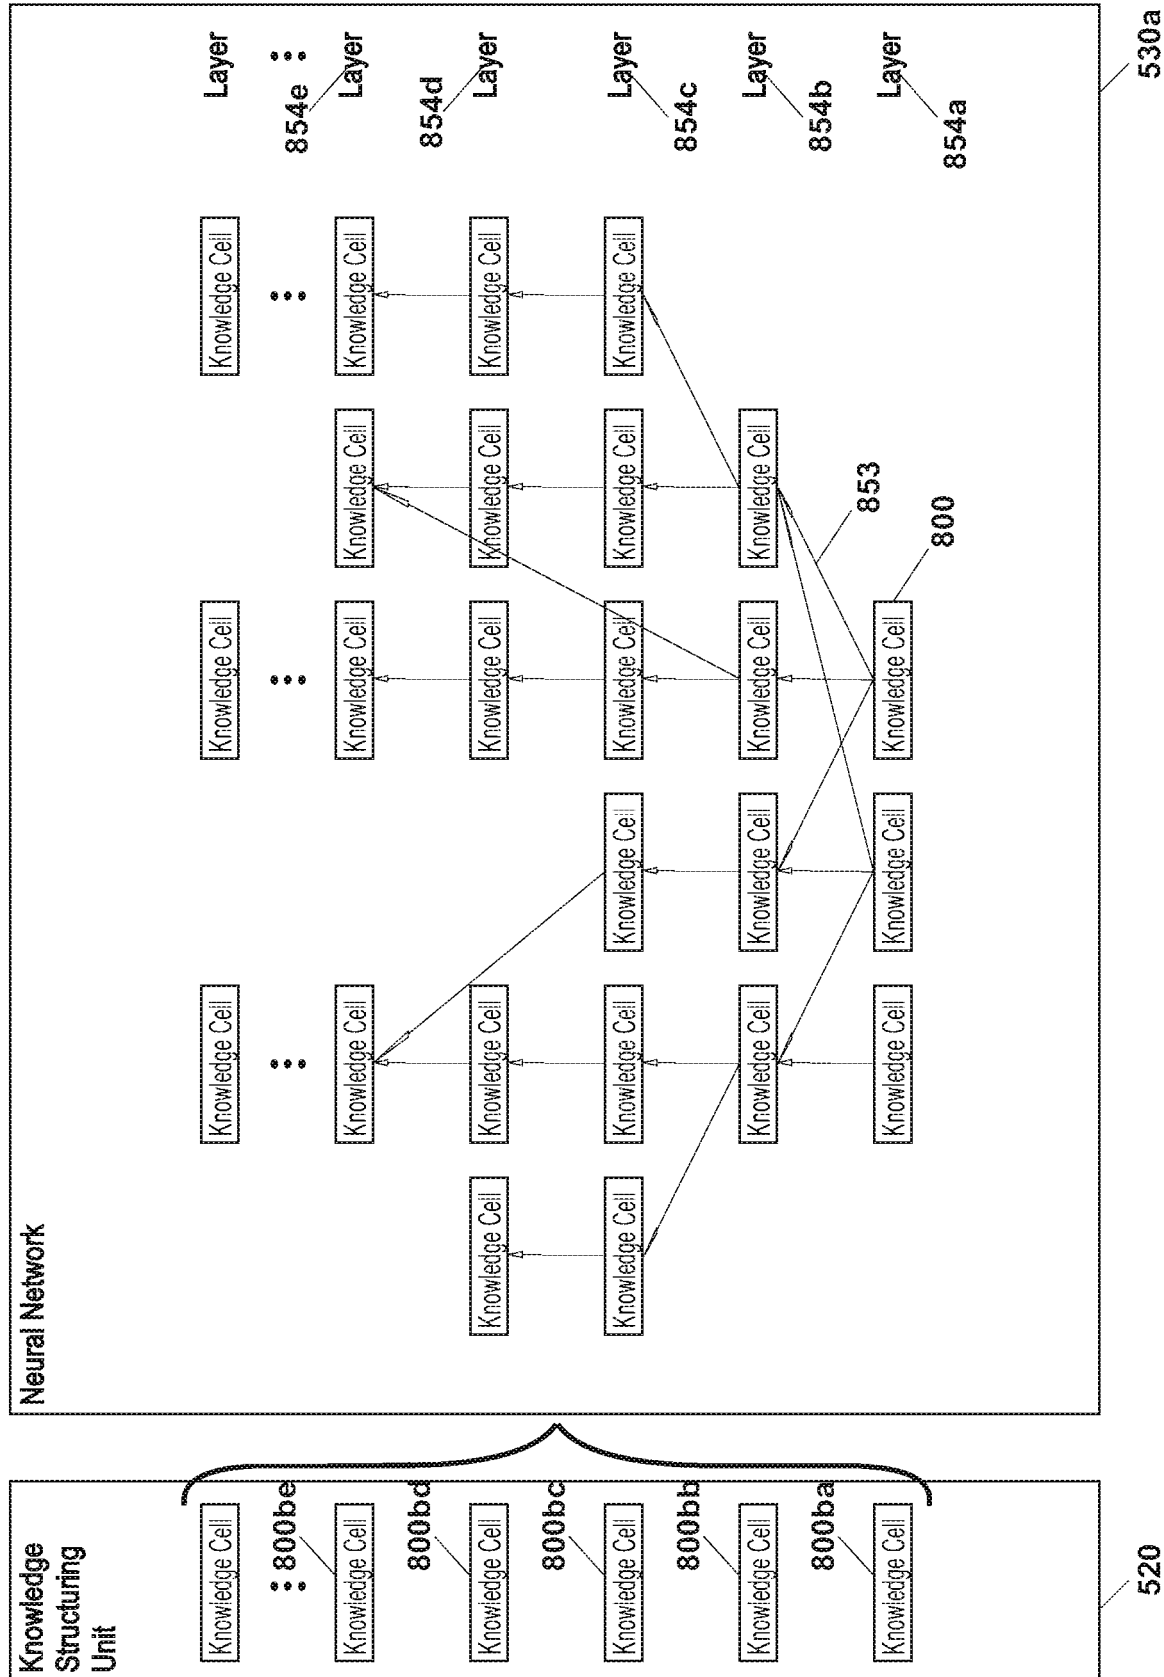 Knowledge
Structuring
Unit
Neural Network
Knowledge Cell Knowledge Cell Knowledge Cell Knowledge Cell Layer
800be 854e
Knowledge Cell Knowledge Cell Knowledge Cell Knowledge Cell Knowledge Cell Layer
800bd 854d
Knowledge Cell Knowledge Cell Knowledge Cell Knowledge Cell Knowledge Cell Knowledge Cell Layer
800bc
Knowledge Cell Knowledge Cell Knowledge Cell Knowledge Cell Knowledge Cell Knowledge Cell Knowledge Cell Layer
800bb 854c
Knowledge Cell Knowledge Cell Knowledge Cell Knowledge Cell Knowledge Cell Layer
800ba 854b
853
Knowledge Cell Knowledge Cell Knowledge Cell Knowledge Cell Layer
800 854a
520 530a